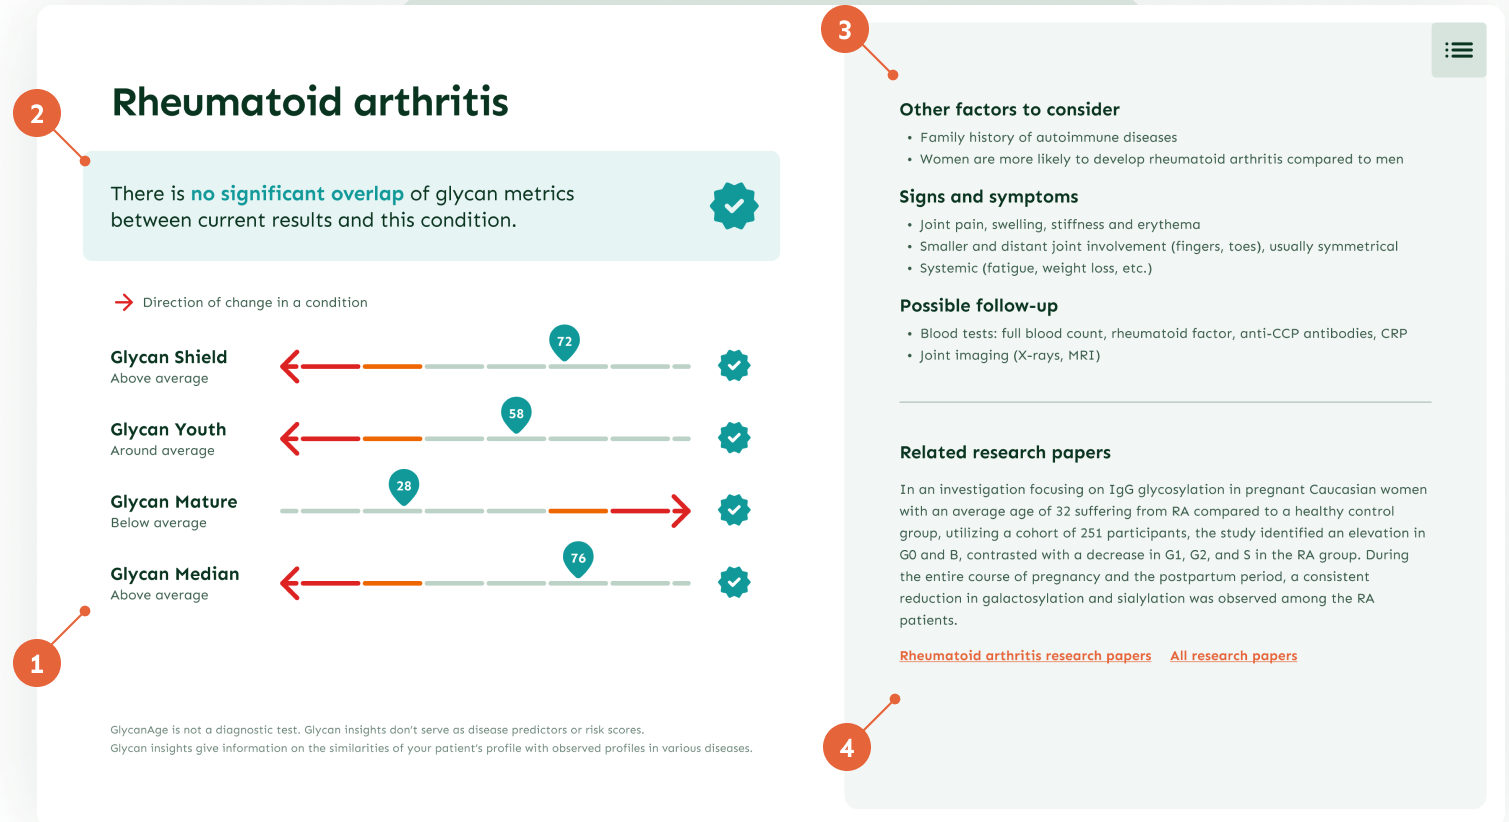 2
Rheumatoid arthritis
There is no significant overlap of glycan metrics
between current results and this condition.
Direction of change in a condition
Glycan Shield
Above average
72
Glycan Youth
Around average
58
Glycan Mature
Below average
28
Glycan Median
Above average
76
1
GlycanAge is not a diagnostic test. Glycan insights don't serve as disease predictors or risk scores.
Glycan insights give information on the similarities of your patient's profile with observed profiles in various diseases.
3
Other factors to consider
• Family history of autoimmune diseases
• Women are more likely to develop rheumatoid arthritis compared to men
Signs and symptoms
• Joint pain, swelling, stiffness and erythema
• Smaller and distant joint involvement (fingers, toes), usually symmetrical
• Systemic (fatigue, weight loss, etc.)
Possible follow-up
• Blood tests: full blood count, rheumatoid factor, anti-CCP antibodies, CRP
• Joint imaging (X-rays, MRI)
Related research papers
In an investigation focusing on IgG glycosylation in pregnant Caucasian women
with an average age of 32 suffering from RA compared to a healthy control
group, utilizing a cohort of 251 participants, the study identified an elevation in
G0 and B, contrasted with a decrease in G1, G2, and S in the RA group. During
the entire course of pregnancy and the postpartum period, a consistent
reduction in galactosylation and sialylation was observed among the RA
patients.
Rheumatoid arthritis research papers All research papers
4